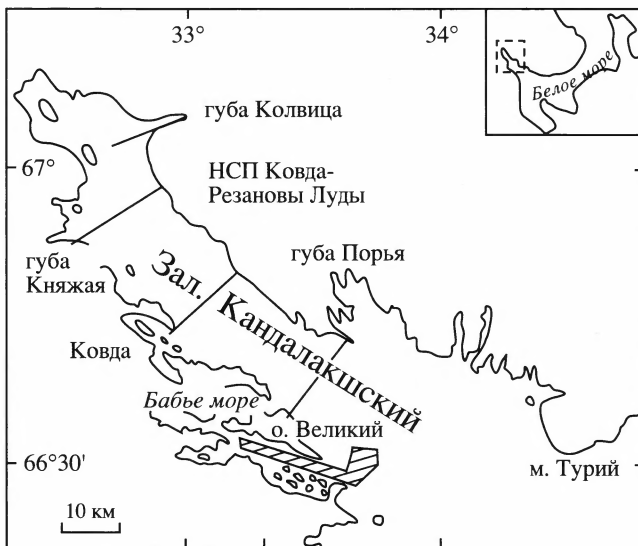 33°
34°
Белое море
губа Колвица
67°
НСП Ковда-
Резановы Луды
губа Порья
губа
Княжая
Зал. Кандалакшский
Ковда
Бабье море
о. Великий
66°30'
м. Турий
10 км